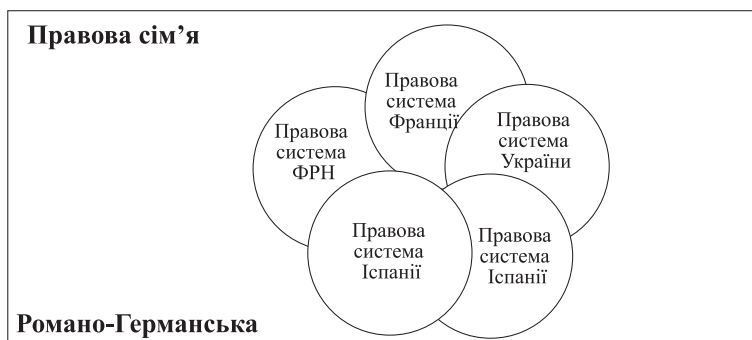 Правова сім’я
Правова
система
Франції
Правова
система
ФРН
Правова
система
України
Правова
система
Іспанії
Правова
система
Іспанії
Романо-Германська